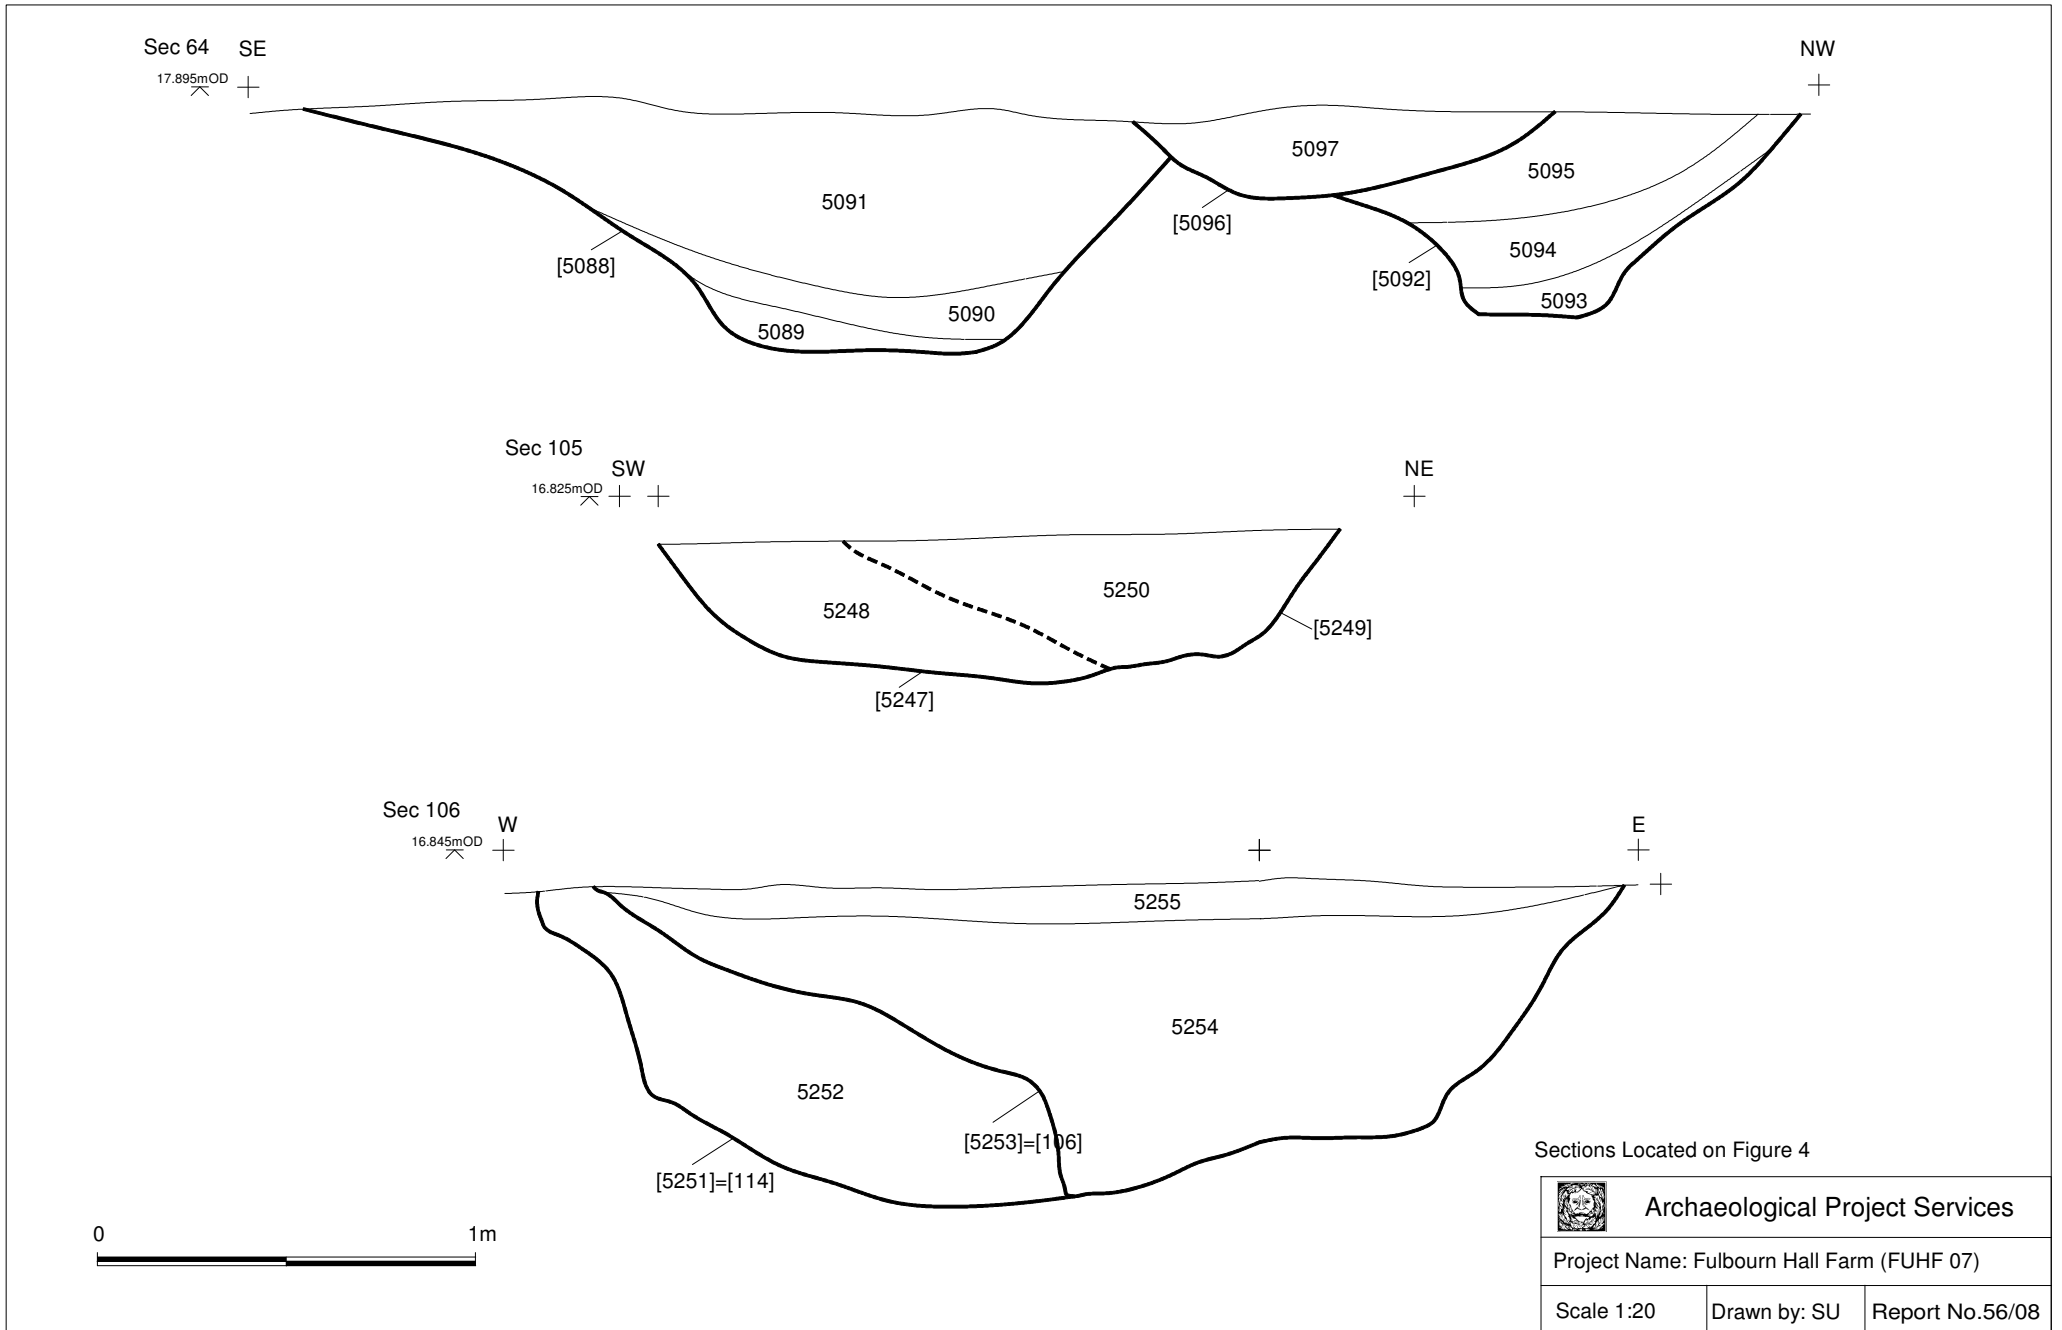 Sec 64 SE NW
17.895mOD
5097
5095
5091
[5096]
5094
[5088]
[5092]
5093
5090
5089
Sec 105
SW NE
16.825mOD
5250
5248
[5249]
[5247]
Sec 106
W E
16.845mOD
5255
5254
5252
[5253]=[106]
[5251]=[114]
0 1m
Sections Located on Figure 4
Archaeological Project Services
Project Name: Fulbourn Hall Farm (FUHF 07)
Scale 1:20 Drawn by: SU Report No.56/08